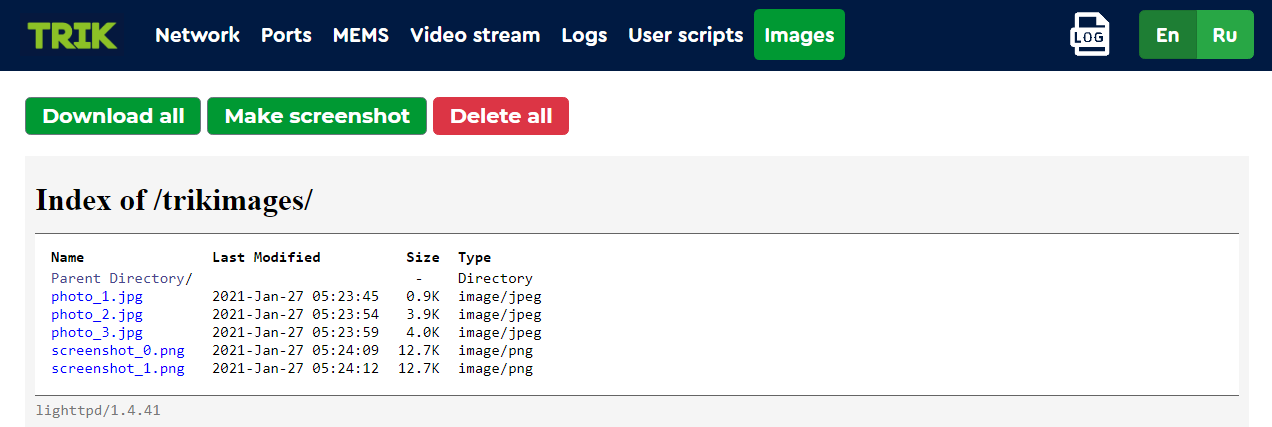 TRIK Network Ports MEMS Video stream Logs User scripts Images LOG En Ru
Download all Make screenshot Delete all
Index of /trikimages/
Name Last Modified Size Type
Parent Directory/ - Directory
photo_1.jpg 2021-Jan-27 05:23:45 0.9K image/jpeg
photo_2.jpg 2021-Jan-27 05:23:54 3.9K image/jpeg
photo_3.jpg 2021-Jan-27 05:23:59 4.0K image/jpeg
screenshot_0.png 2021-Jan-27 05:24:09 12.7K image/png
screenshot_1.png 2021-Jan-27 05:24:12 12.7K image/png
lighttpd/1.4.41